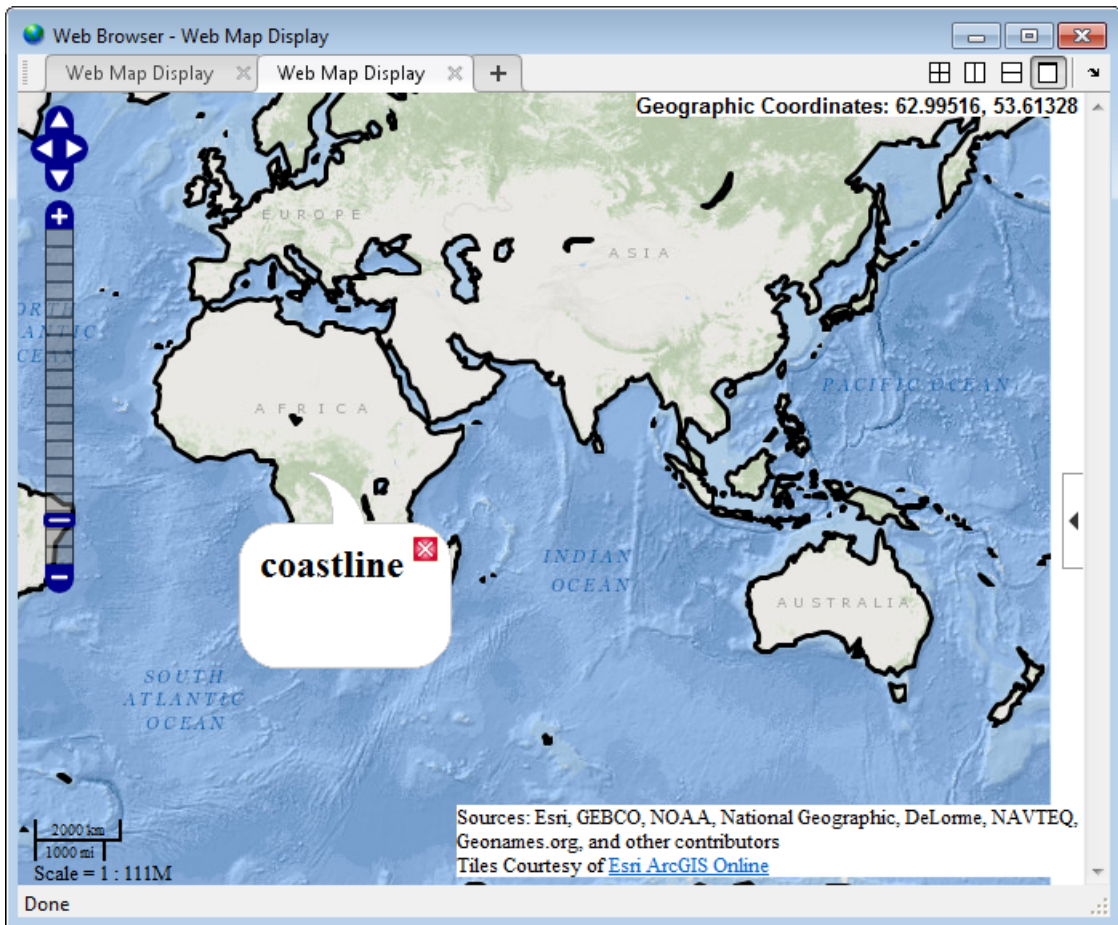 Web Browser - Web Map Display
Web Map Display
Web Map Display
Geographic Coordinates: 62.99516, 53.61328
EUROPE
ASIA
AFRICA
PACIFIC OCEAN
coastline
INDIAN
OCEAN
AUSTRALIA
SOUTH
ATLANTIC
OCEAN
2000 km
1000 mi
Scale = 1 : 111M
Sources: Esri, GEBCO, NOAA, National Geographic, DeLorme, NAVTEQ,
Geonames.org, and other contributors
Tiles Courtesy of Esri ArcGIS Online
Done